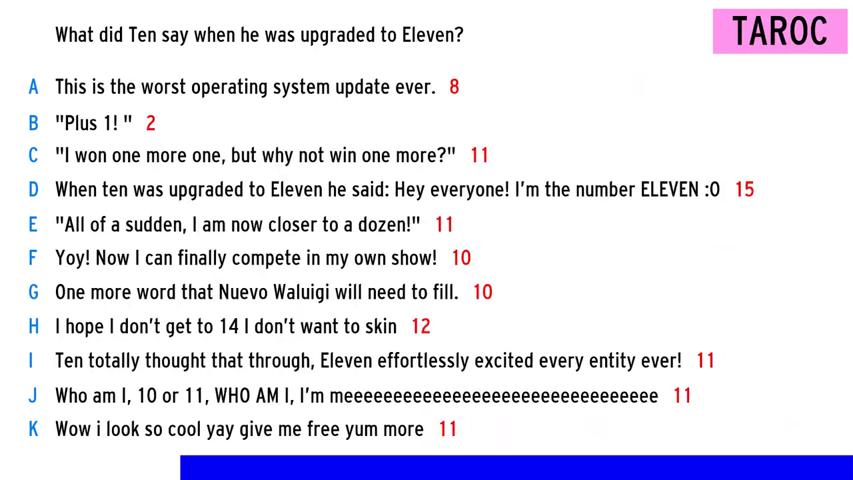 What did Ten say when he was upgraded to Eleven?
TAROC
A This is the worst operating system update ever. 8
B "Plus 1! " 2
C "I won one more one, but why not win one more?" 11
D When ten was upgraded to Eleven he said: Hey everyone! I'm the number ELEVEN :0 15
E "All of a sudden, I am now closer to a dozen!" 11
F Yoy! Now I can finally compete in my own show! 10
G One more word that Nuevo Waluigi will need to fill. 10
H I hope I don't get to 14 I don't want to skin 12
I Ten totally thought that through, Eleven effortlessly excited every entity ever! 11
J Who am I, 10 or 11, WHO AM I, I'm meeeeeeeeeeeeeeeeeeeeeeeeeeeeeeee 11
K Wow i look so cool yay give me free yum more 11